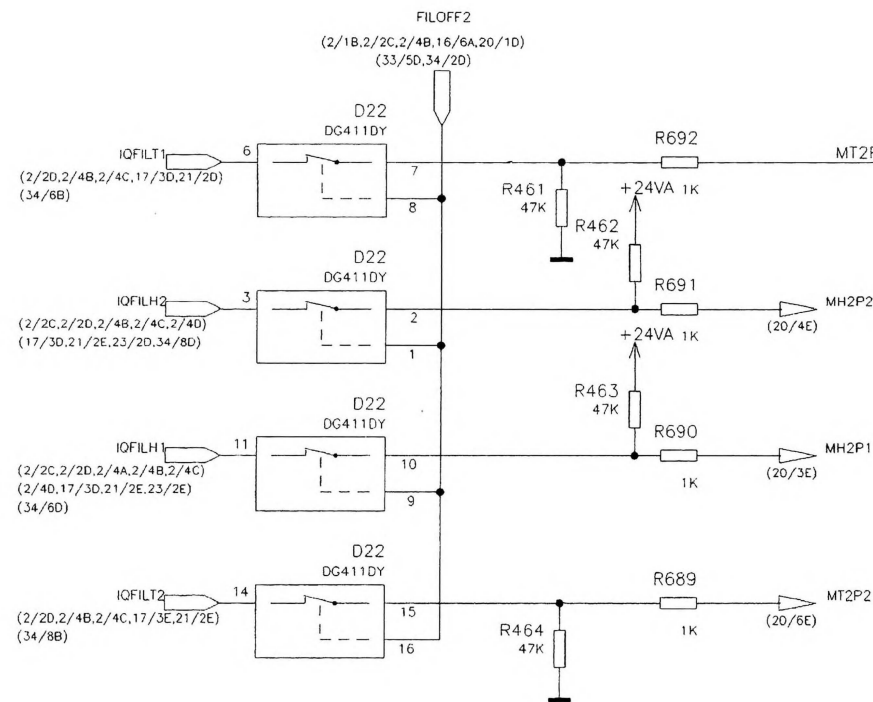 FILOFF2
(2/1B,2/2C,2/4B,16/6A,20/1D)
(33/5D,34/2D)
D22
DG411DY
IQFILT1
6
7
8
(2/2D,2/4B,2/4C,17/3D,21/2D)
(34/6B)
R692
1K
R461
47K
+24VA
R462
47K
D22
DG411DY
IQFILH2
3
2
1
(2/2C,2/2D,2/4B,2/4C,2/4D)
(17/3D,21/2E,23/2D,34/8D)
R691
1K
MH2P2
(20/4E)
+24VA
R463
47K
D22
DG411DY
IQFILH1
11
10
9
(2/2C,2/2D,2/4A,2/4B,2/4C)
(2/4D,17/3D,21/2E,23/2E)
(34/6D)
R690
1K
MH2P1
(20/3E)
D22
DG411DY
IQFILT2
14
15
16
(2/2D,2/4B,2/4C,17/3E,21/2E)
(34/8B)
R689
1K
MT2P2
(20/6E)
R464
47K